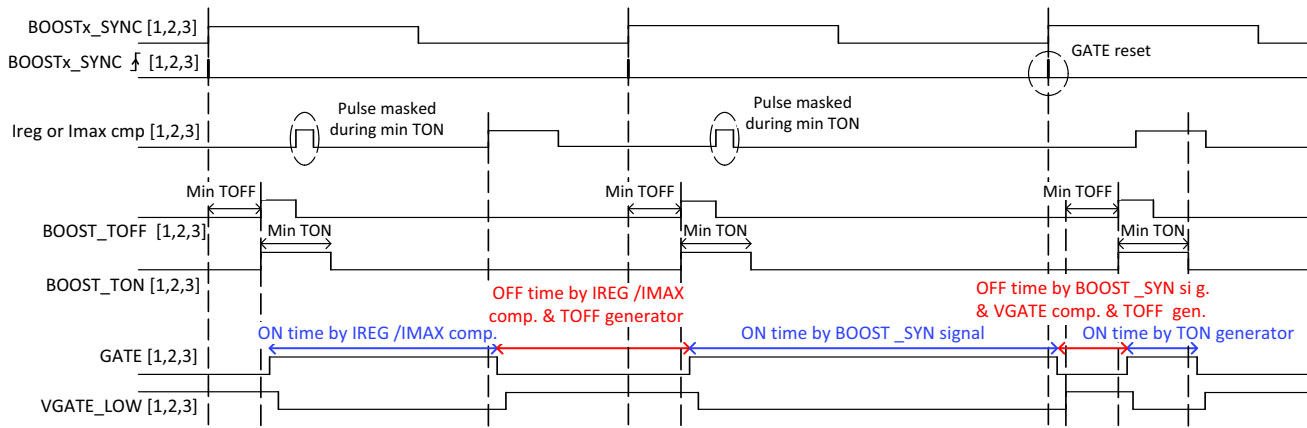 BOOSTx_SYNC [1,2,3]
BOOSTx_SYNC [1,2,3]
GATE reset
Ireg or Imax cmp [1,2,3]
Pulse masked
during min TON
Pulse masked
during min TON
Min TOFF
Min TOFF
Min TOFF
BOOST_TOFF [1,2,3]
Min TON
Min TON
Min TON
BOOST_TON [1,2,3]
OFF time by IREG /IMAX
comp. & TOFF generator
OFF time by BOOST _SYN si g.
& VGATE comp. & TOFF gen.
ON time by IREG /IMAX comp.
ON time by BOOST _SYN signal
ON time by TON generator
GATE [1,2,3]
VGATE_LOW [1,2,3]